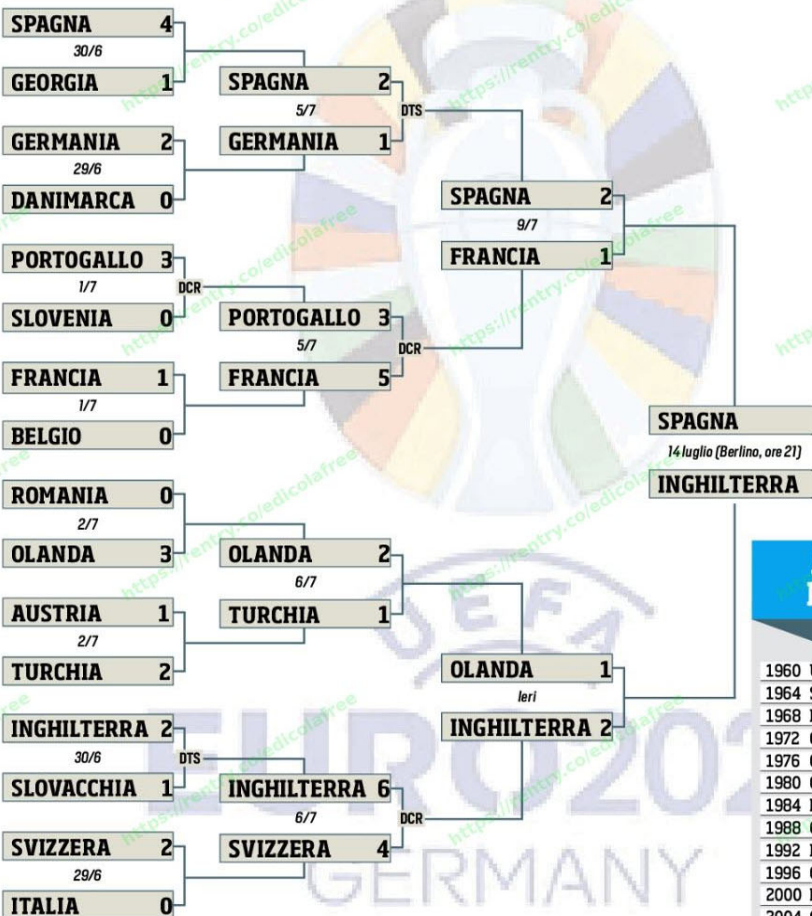 SPAGNA 4
30/6
GEORGIA 1
GERMANIA 2
29/6
DANIMARCA 0
PORTOGALLO 3
1/7
DCR
SLOVENIA 0
FRANCIA 1
1/7
BELGIO 0
ROMANIA 0
2/7
OLANDA 3
AUSTRIA 1
2/7
TURCHIA 2
INGHILTERRA 2
30/6
DTS
SLOVACCHIA 1
SVIZZERA 2
29/6
ITALIA 0
SPAGNA 2
5/7
DTS
GERMANIA 1
PORTOGALLO 3
5/7
DCR
FRANCIA 5
OLANDA 2
6/7
TURCHIA 1
INGHILTERRA 6
6/7
DCR
SVIZZERA 4
SPAGNA 2
9/7
FRANCIA 1
OLANDA 1
Ieri
INGHILTERRA 2
SPAGNA
14 luglio (Berlino, ore 21)
INGHILTERRA
UEFA
EURO202
GERMANY
1960
1964
1968
1972
1976
1980
1984
1988
1992
1996
2000
2004
https://rentry.co/edicolafree